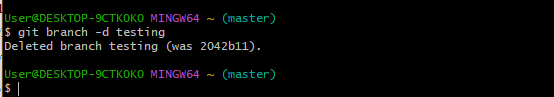 User@DESKTOP-9CTKOKO MINGW64 ~ (master)
$ git branch -d testing
Deleted branch testing (was 2042b11).
User@DESKTOP-9CTKOKO MINGW64 ~ (master)
$